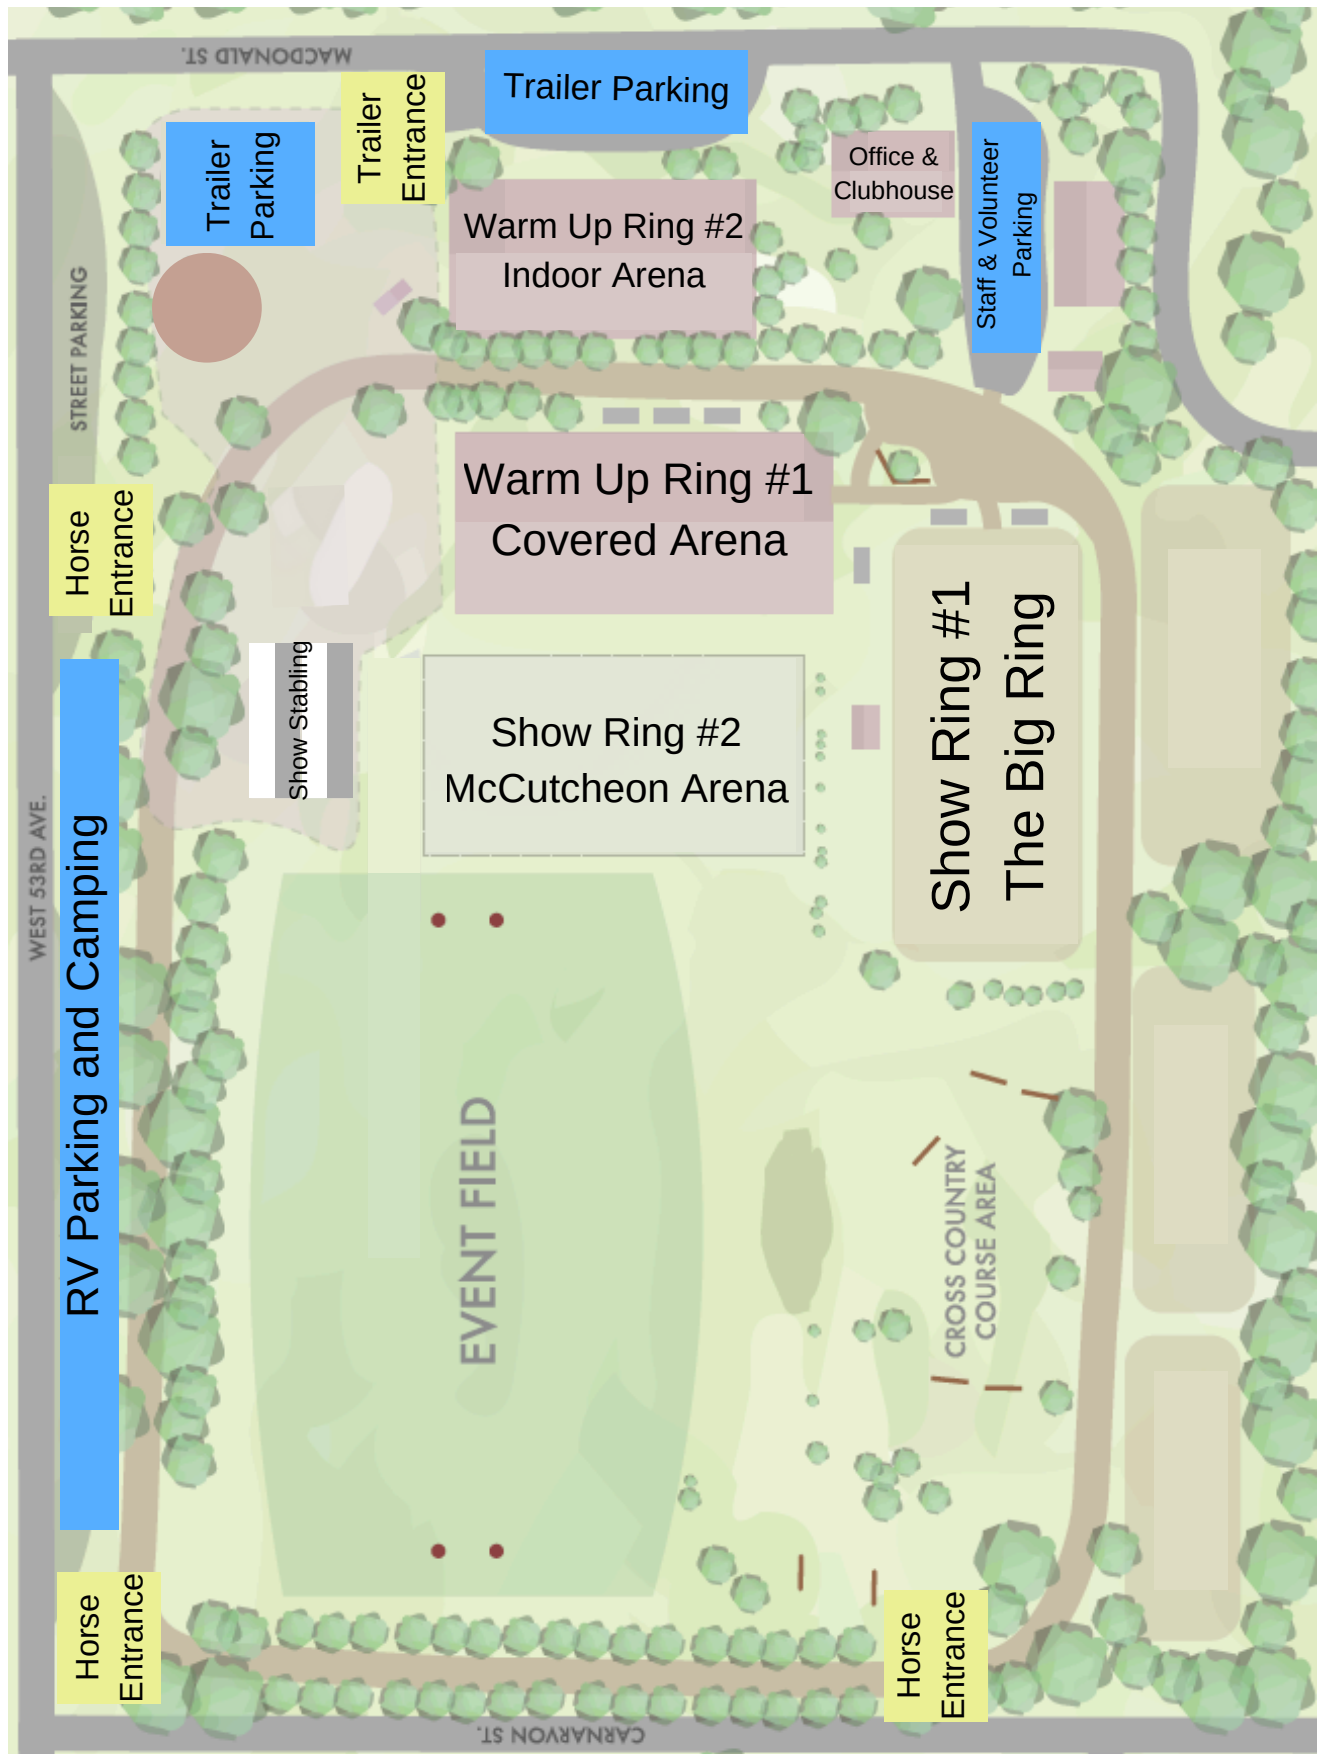 MACDONALD ST.
Trailer Parking
Trailer
Entrance
Trailer
Parking
Office &
Clubhouse
Staff & Volunteer
Parking
Warm Up Ring #2
Indoor Arena
STREET PARKING
Warm Up Ring #1
Covered Arena
Horse
Entrance
Show Ring #1
The Big Ring
Show Stabling
Show Ring #2
McCutcheon Arena
WEST 53RD AVE.
RV Parking and Camping
EVENT FIELD
CROSS COUNTRY
COURSE AREA
Horse
Entrance
Horse
Entrance
CARNARVON ST.